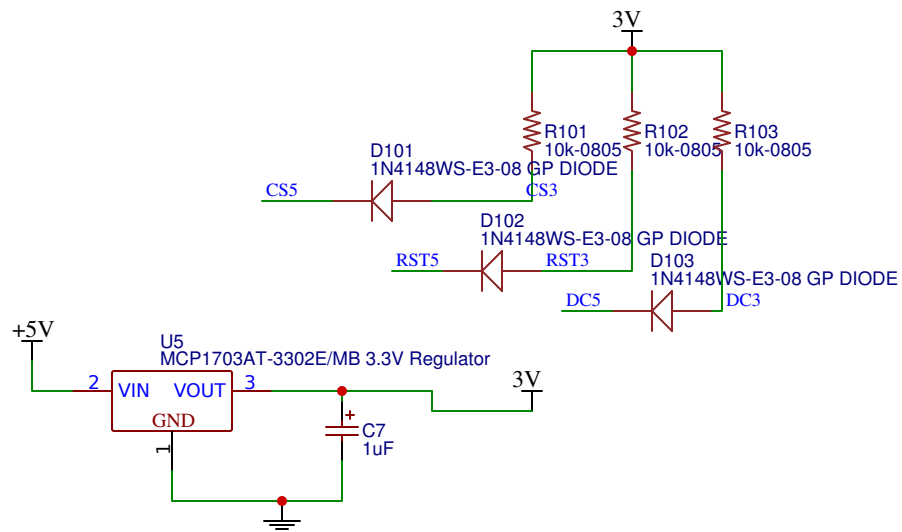 3V
R101
10k-0805
R102
10k-0805
R103
10k-0805
D101
1N4148WS-E3-08 GP DIODE
CS5
CS3
D102
1N4148WS-E3-08 GP DIODE
RST5
RST3
D103
1N4148WS-E3-08 GP DIODE
DC5
DC3
+5V
U5
MCP1703AT-3302E/MB 3.3V Regulator
2
VIN
VOUT
3
GND
1
3V
+
C7
1uF